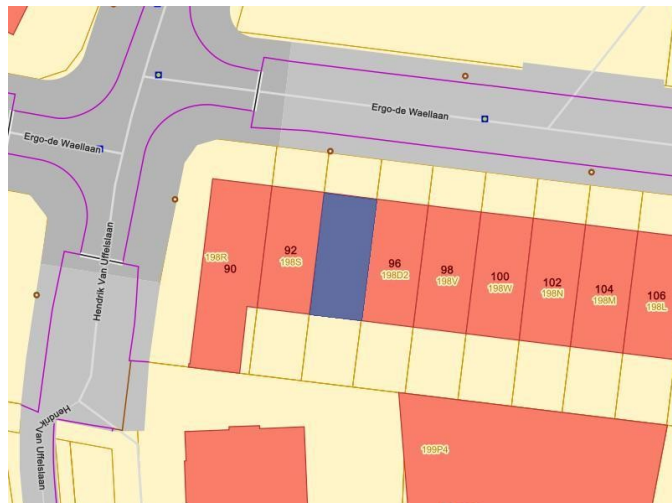 Ergo-de Waellaan
Ergo-de Waellaan
Hendrik Van Uffelslaan
198R
90
92
198S
96
198D2
98
198V
100
198W
102
198N
104
198M
106
198L
Hendrik
Van Uffelslaan
199P4